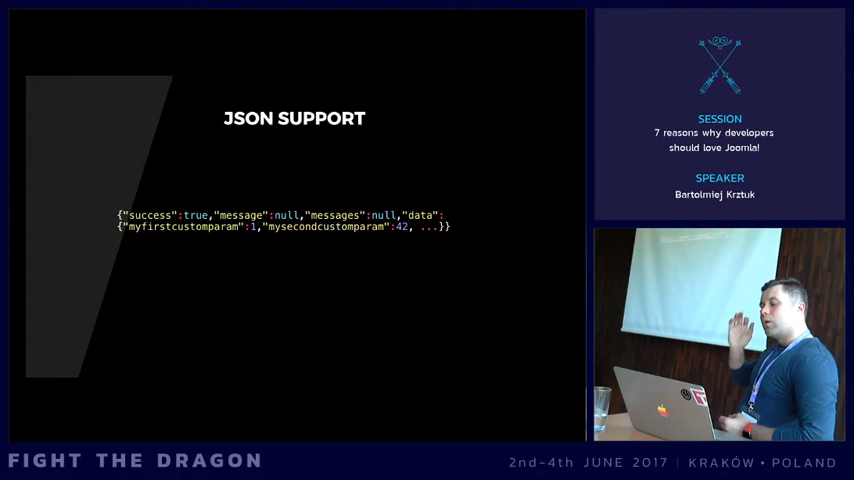 JSON SUPPORT
{"success":true,"message":null,"messages":null,"data":
{"myfirstcustomparam":1,"mysecondcustomparam":42, ...}}
SESSION
7 reasons why developers
should love Joomla!
SPEAKER
Bartolmiej Krztuk
FIGHT THE DRAGON
2nd-4th JUNE 2017 | KRAKÓW • POLAND